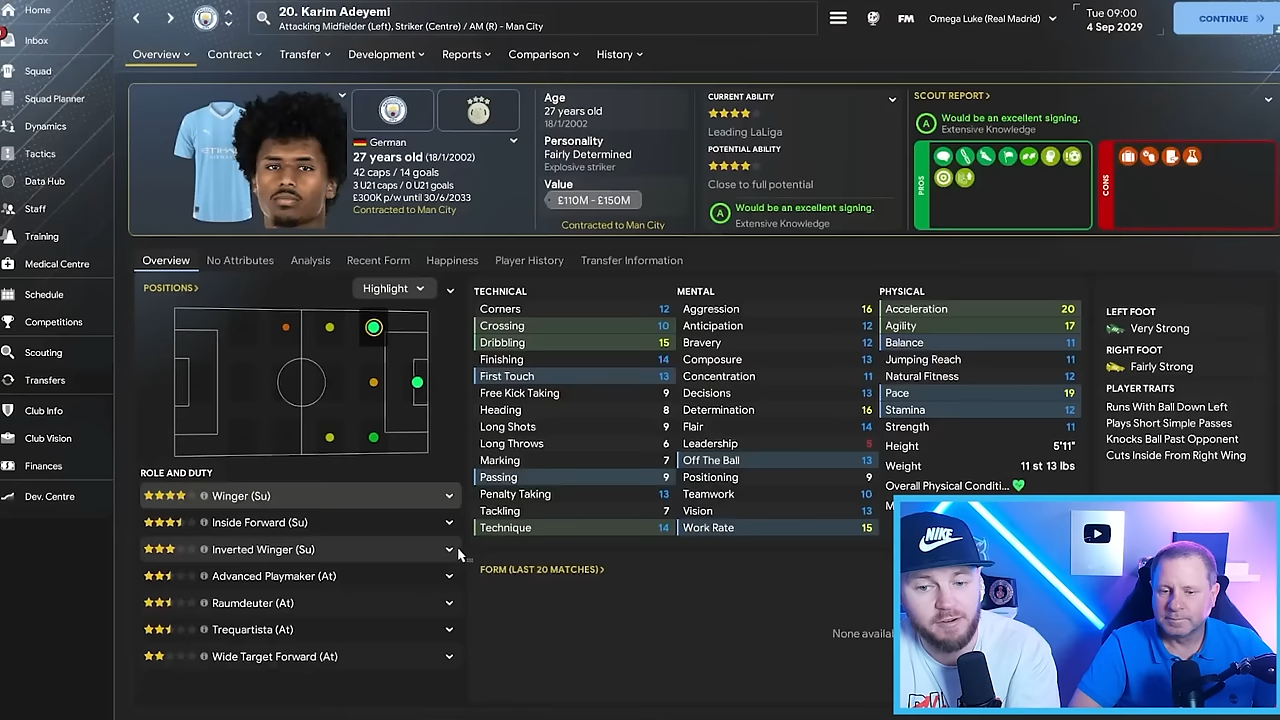 Home
Inbox
Squad
Squad Planner
Dynamics
Tactics
Data Hub
Staff
Training
Medical Centre
Schedule
Competitions
Scouting
Transfers
Club Info
Club Vision
Finances
Dev. Centre
20. Karim Adeyemi
Attacking Midfielder (Left), Striker (Centre) / AM (R) - Man City
FM
Omega Luke (Real Madrid)
Tue 09:00
4 Sep 2029
CONTINUE
Overview
Contract
Transfer
Development
Reports
Comparison
History
German
27 years old (18/1/2002)
42 caps / 14 goals
3 U21 caps / 0 U21 goals
£300K p/w until 30/6/2033
Contracted to Man City
Age
27 years old
18/1/2002
Personality
Fairly Determined
Explosive striker
Value
£110M - £150M
Contracted to Man City
CURRENT ABILITY
Leading LaLiga
POTENTIAL ABILITY
Close to full potential
A Would be an excellent signing.
Extensive Knowledge
SCOUT REPORT >
A Would be an excellent signing.
Extensive Knowledge
PROS
CONS
Overview
No Attributes
Analysis
Recent Form
Happiness
Player History
Transfer Information
POSITIONS >
Highlight
ROLE AND DUTY
Winger (Su)
Inside Forward (Su)
Inverted Winger (Su)
Advanced Playmaker (At)
Raumdeuter (At)
Trequartista (At)
Wide Target Forward (At)
TECHNICAL
Corners 12
Crossing 10
Dribbling 15
Finishing 14
First Touch 13
Free Kick Taking 9
Heading 8
Long Shots 9
Long Throws 6
Marking 7
Passing 9
Penalty Taking 13
Tackling 7
Technique 14
MENTAL
Aggression 16
Anticipation 12
Bravery 12
Composure 13
Concentration 11
Decisions 13
Determination 16
Flair 14
Leadership 5
Off The Ball 13
Positioning 9
Teamwork 10
Vision 13
Work Rate 15
PHYSICAL
Acceleration 20
Agility 17
Balance 11
Jumping Reach 11
Natural Fitness 12
Pace 19
Stamina 12
Strength 11
Height 5'11"
Weight 11 st 13 lbs
Overall Physical Conditi...
M
LEFT FOOT
Very Strong
RIGHT FOOT
Fairly Strong
PLAYER TRAITS
Runs With Ball Down Left
Plays Short Simple Passes
Knocks Ball Past Opponent
Cuts Inside From Right Wing
FORM (LAST 20 MATCHES) >
None availa
NIKE